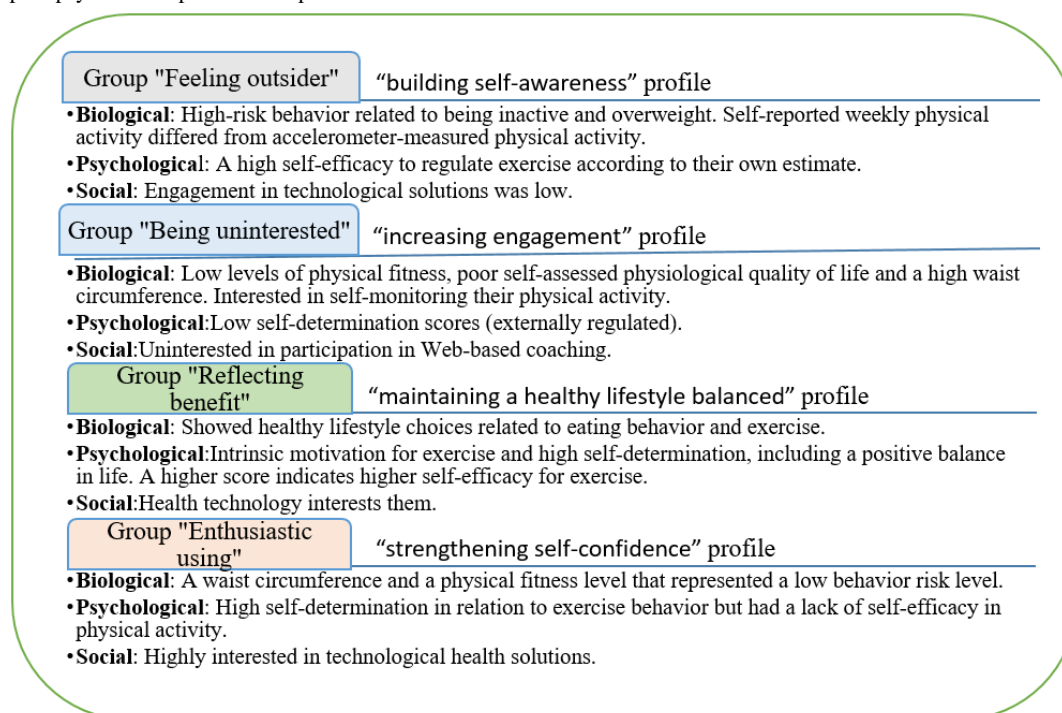 Group "Feeling outsider"
“building self-awareness” profile
•Biological: High-risk behavior related to being inactive and overweight. Self-reported weekly physical
activity differed from accelerometer-measured physical activity.
•Psychological: A high self-efficacy to regulate exercise according to their own estimate.
•Social: Engagement in technological solutions was low.
Group "Being uninterested"
“increasing engagement” profile
•Biological: Low levels of physical fitness, poor self-assessed physiological quality of life and a high waist
circumference. Interested in self-monitoring their physical activity.
•Psychological:Low self-determination scores (externally regulated).
•Social:Uninterested in participation in Web-based coaching.
Group "Reflecting
benefit"
“maintaining a healthy lifestyle balanced” profile
•Biological: Showed healthy lifestyle choices related to eating behavior and exercise.
•Psychological:Intrinsic motivation for exercise and high self-determination, including a positive balance
in life. A higher score indicates higher self-efficacy for exercise.
•Social:Health technology interests them.
Group "Enthusiastic
using"
“strengthening self-confidence” profile
•Biological: A waist circumference and a physical fitness level that represented a low behavior risk level.
•Psychological: High self-determination in relation to exercise behavior but had a lack of self-efficacy in
physical activity.
•Social: Highly interested in technological health solutions.